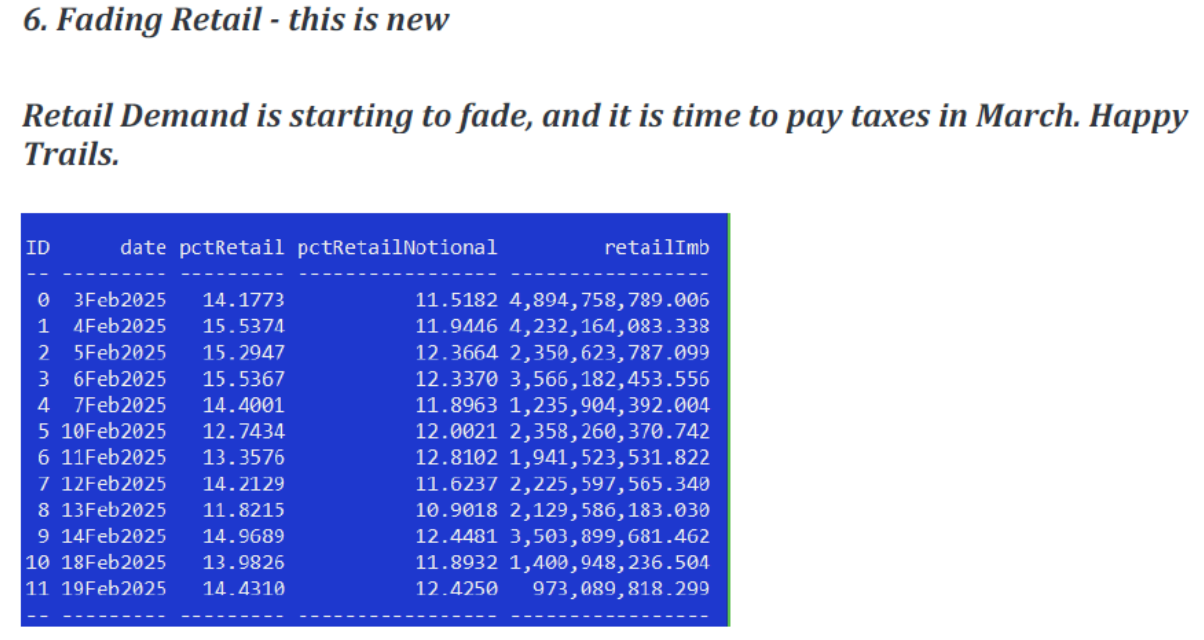 6. Fading Retail - this is new
Retail Demand is starting to fade, and it is time to pay taxes in March. Happy
Trails.
ID date pctRetail pctRetailNotional retailImb
-- --------- --------- ----------------- -----------------
0 3Feb2025 14.1773 11.5182 4,894,758,789.006
1 4Feb2025 15.5374 11.9446 4,232,164,083.338
2 5Feb2025 15.2947 12.3664 2,350,623,787.099
3 6Feb2025 15.5367 12.3370 3,566,182,453.556
4 7Feb2025 14.4001 11.8963 1,235,904,392.004
5 10Feb2025 12.7434 12.0021 2,358,260,370.742
6 11Feb2025 13.3576 12.8102 1,941,523,531.822
7 12Feb2025 14.2129 11.6237 2,225,597,565.340
8 13Feb2025 11.8215 10.9018 2,129,586,183.030
9 14Feb2025 14.9689 12.4481 3,503,899,681.462
10 18Feb2025 13.9826 11.8932 1,400,948,236.504
11 19Feb2025 14.4310 12.4250 973,089,818.299
-- --------- --------- ----------------- -----------------